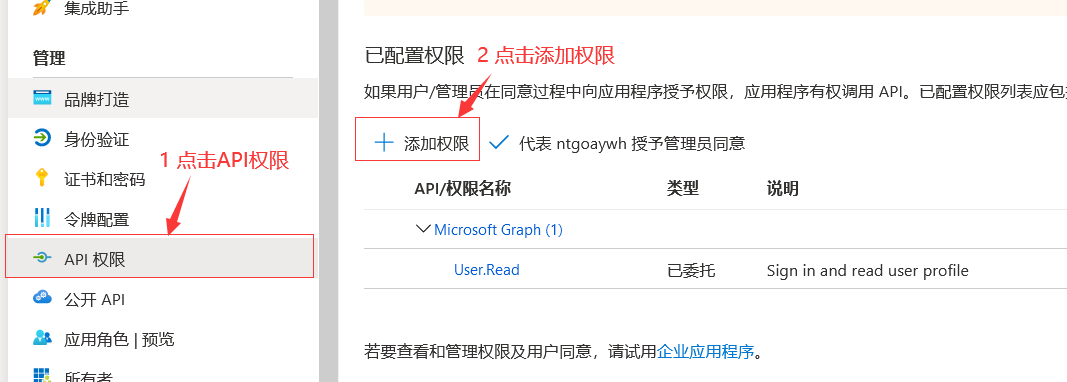 集成助手
管理
品牌打造
身份验证
1 点击API权限
证书和密码
令牌配置
API 权限
公开 API
应用角色 | 预览
所有者
已配置权限 2 点击添加权限
如果用户/管理员在同意过程中向应用程序授予权限，应用程序有权调用 API。已配置权限列表应包
添加权限 代表 ntgoaywh 授予管理员同意
API/权限名称 类型 说明
Microsoft Graph (1)
User.Read 已委托 Sign in and read user profile
若要查看和管理权限及用户同意，请试用企业应用程序。